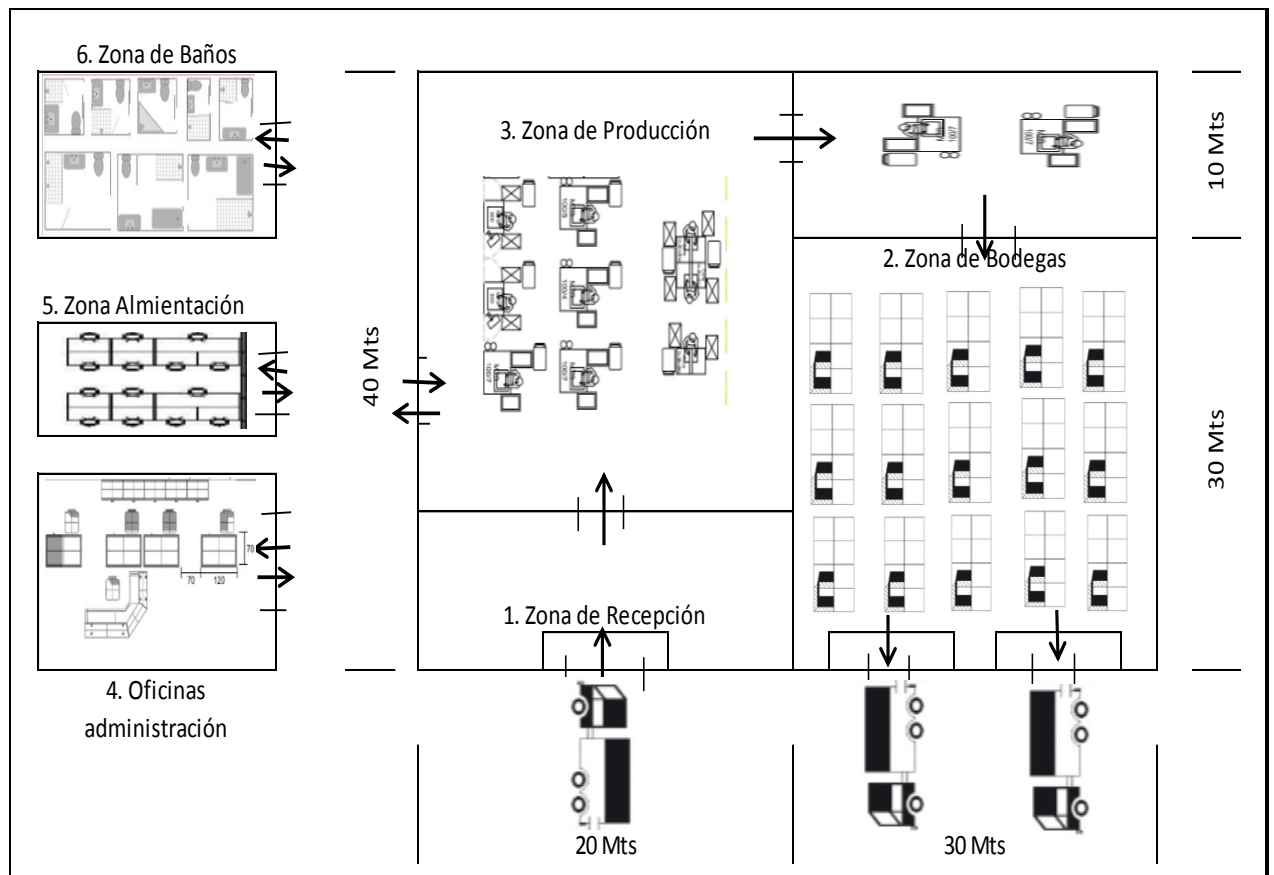 6. Zona de Baños
3. Zona de Producción
10 Mts
2. Zona de Bodegas
5. Zona Almientación
40 Mts
30 Mts
70
70
120
1. Zona de Recepción
4. Oficinas
administración
20 Mts
30 Mts